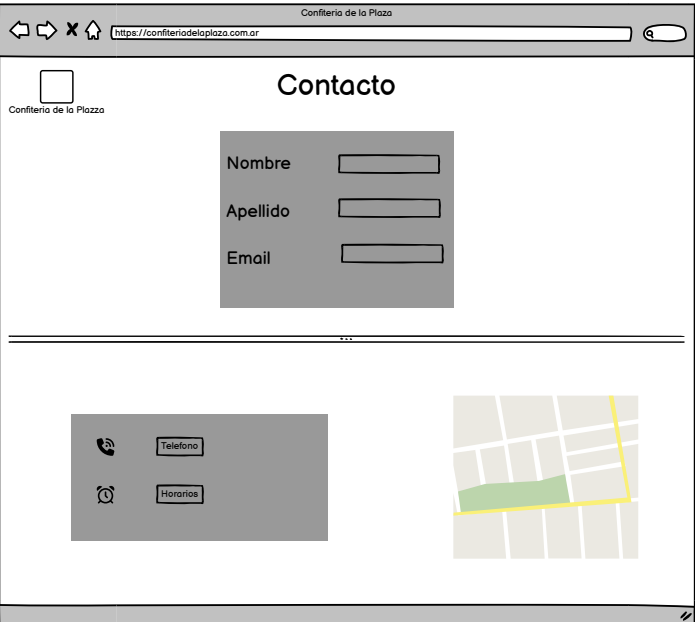 Confiteria de la Plaza
https://confiteriadelaplaza.com.ar
Confiteria de la Plazza
Contacto
Nombre
Apellido
Email
Telefono
Horarios